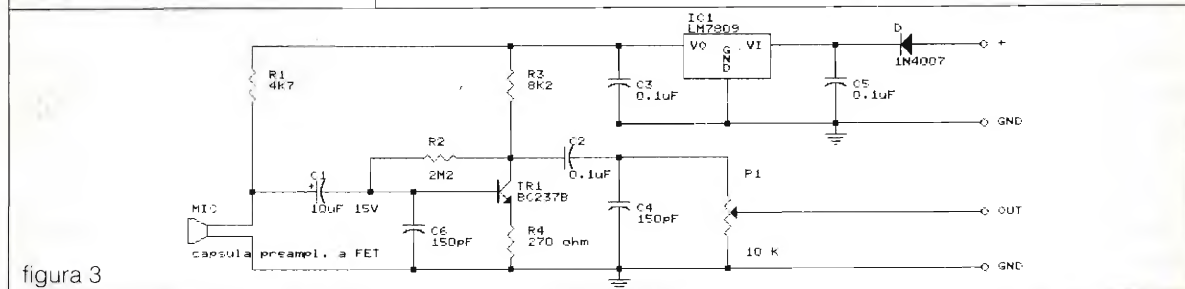 IC1
LM7809
VO
GND
VI
D
1N4007
+
R1
4K7
R3
8K2
C3
0.1uF
C5
0.1uF
GND
R2
2M2
C2
0.1uF
C1
+
10uF 15V
TR1
BC237B
P1
MIC
C6
150pF
C4
150pF
OUT
R4
270 ohm
10 K
capsula preampl. a FET
GND
figura 3